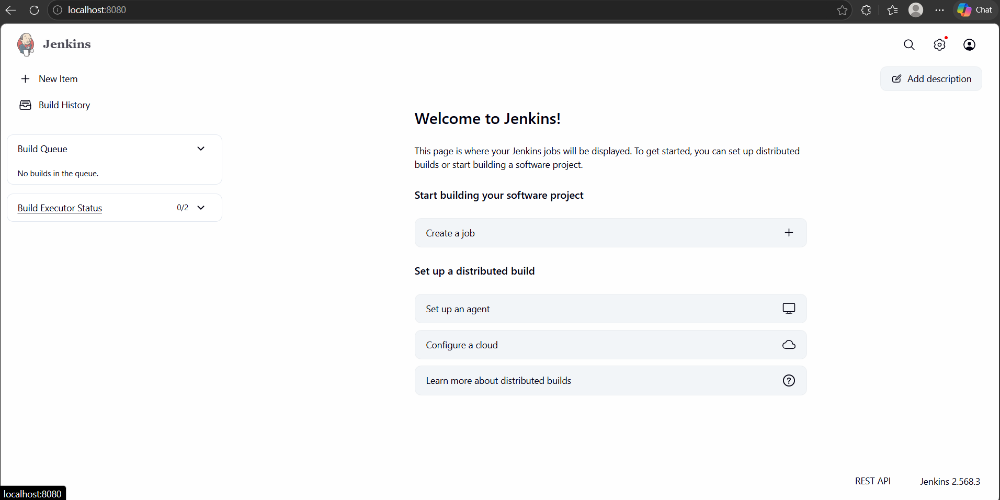 localhost:8080
Chat
Jenkins
New Item
Add description
Build History
Welcome to Jenkins!
Build Queue
No builds in the queue.
This page is where your Jenkins jobs will be displayed. To get started, you can set up distributed
builds or start building a software project.
Build Executor Status 0/2
Start building your software project
Create a job
Set up a distributed build
Set up an agent
Configure a cloud
Learn more about distributed builds
REST API
Jenkins 2.568.3
localhost:8080